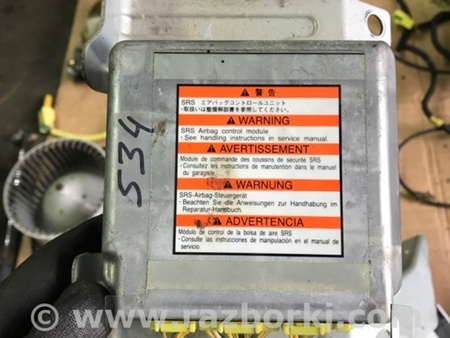 警告
SRS エアバッグコントロールユニット
・取扱いは整備解説書を参照してください。
WARNING
SRS Airbag control module
・See handling instructions in service manual.
AVERTISSEMENT
Module de commande des coussins de sécurité SRS
・Consultez les instructions de manutention dans le manuel
du garagiste.
WARNUNG
SRS-Airbag-Steuergerät
・Beachten Sie die Anweisungen zur Handhabung im
Reparatur-Handbuch.
ADVERTENCIA
Módulo de control de la bolsa de aire SRS
・Consulte las instrucciones de manipulación en el manual de
servicio.
534
www.razborki.com